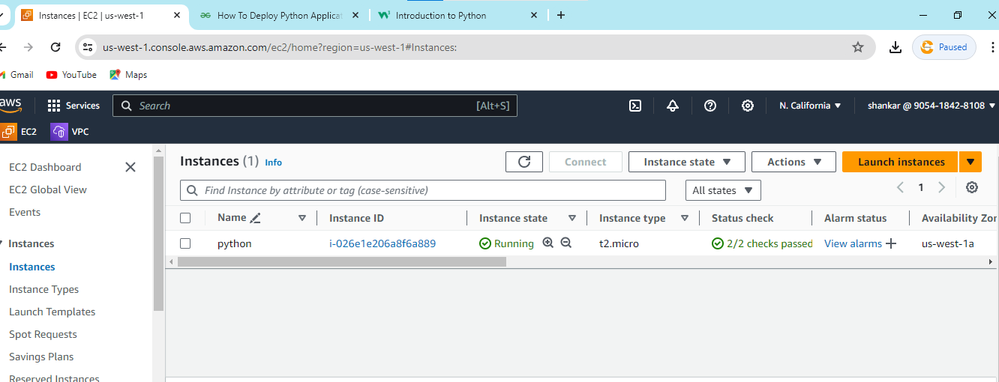 Instances | EC2 | us-west-1
How To Deploy Python Applicat
Introduction to Python
us-west-1.console.aws.amazon.com/ec2/home?region=us-west-1#Instances:
Paused
Gmail YouTube Maps
aws Services Search [Alt+S] N. California shankar @ 9054-1842-8108
EC2 VPC
EC2 Dashboard
EC2 Global View
Events
Instances
Instances
Instance Types
Launch Templates
Spot Requests
Savings Plans
Reserved Instances
Instances (1) Info Connect Instance state Actions Launch instances
Find Instance by attribute or tag (case-sensitive) All states 1
Name Instance ID Instance state Instance type Status check Alarm status Availability Zon
python i-026e1e206a8f6a889 Running t2.micro 2/2 checks passed View alarms + us-west-1a